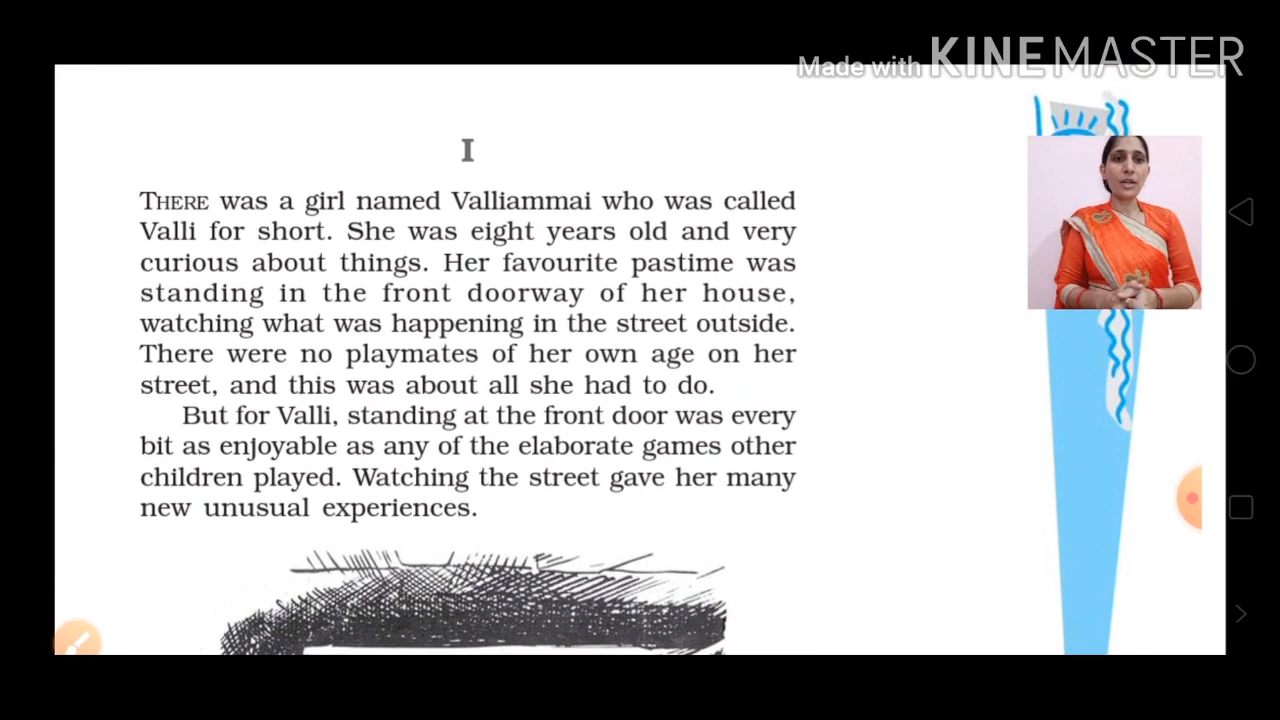 Made with KINEMASTER
I
THERE was a girl named Valliammai who was called
Valli for short. She was eight years old and very
curious about things. Her favourite pastime was
standing in the front doorway of her house,
watching what was happening in the street outside.
There were no playmates of her own age on her
street, and this was about all she had to do.
But for Valli, standing at the front door was every
bit as enjoyable as any of the elaborate games other
children played. Watching the street gave her many
new unusual experiences.